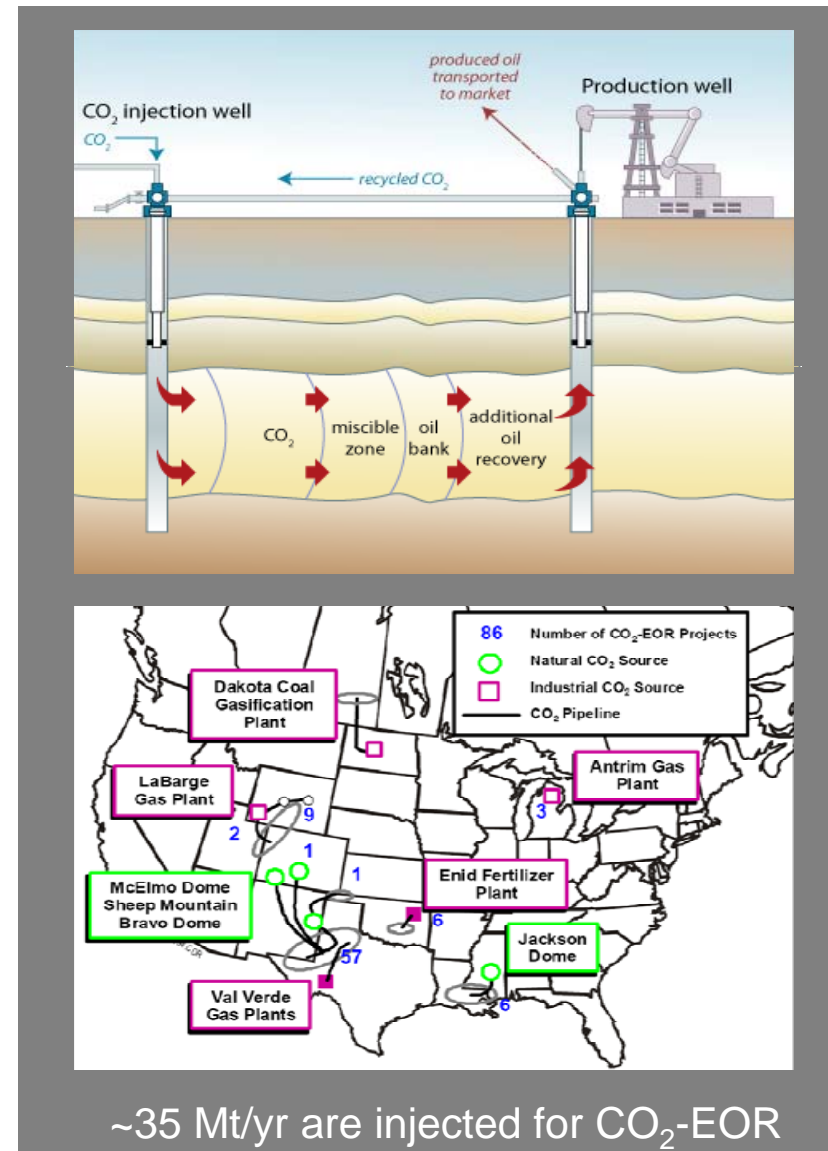 produced oil
transported
to market
Production well
CO₂ injection well
CO₂
recycled CO₂
CO₂
miscible
zone
oil
bank
additional
oil
recovery
86 Number of CO₂-EOR Projects
Natural CO₂ Source
Industrial CO₂ Source
CO₂ Pipeline
Dakota Coal
Gasification
Plant
Antrim Gas
Plant
3
LaBarge
Gas Plant
9
2
1
1
McElmo Dome
Sheep Mountain
Bravo Dome
Enid Fertilizer
Plant
6
Jackson
Dome
57
6
Val Verde
Gas Plants
~35 Mt/yr are injected for CO₂-EOR